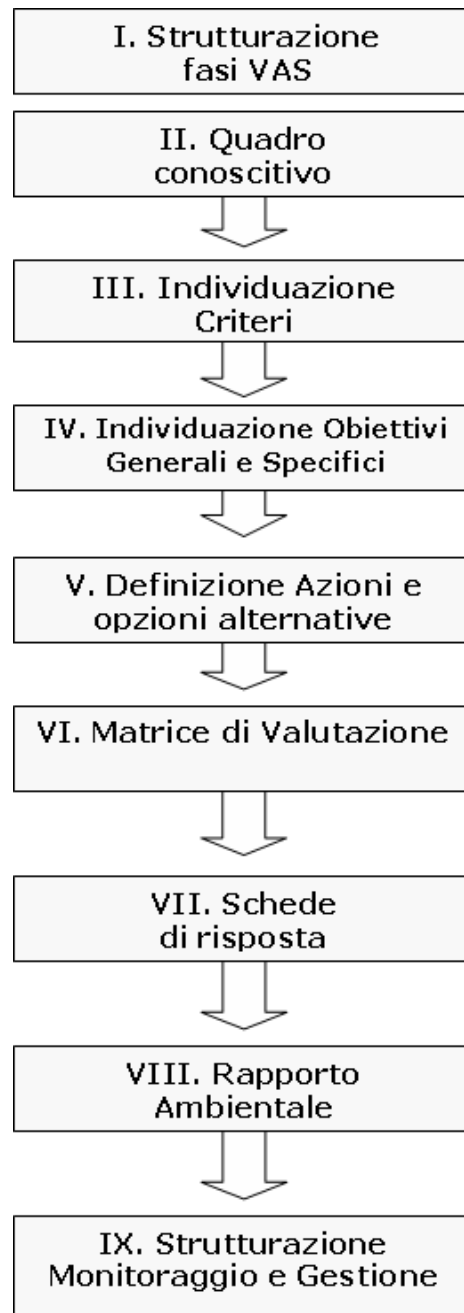 I. Strutturazione
fasi VAS
II. Quadro
conoscitivo
III. Individuazione
Criteri
IV. Individuazione Obiettivi
Generali e Specifici
V. Definizione Azioni e
opzioni alternative
VI. Matrice di Valutazione
VII. Schede
di risposta
VIII. Rapporto
Ambientale
IX. Strutturazione
Monitoraggio e Gestione